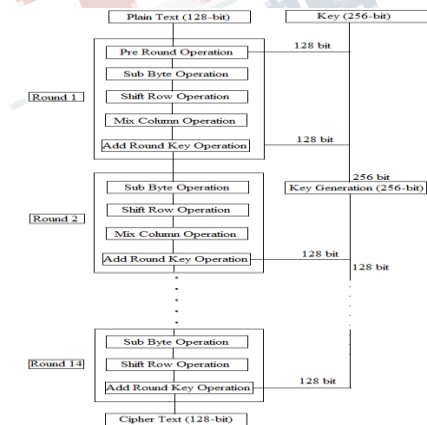 Plain Text (128-bit)
Key (256-bit)
Pre Round Operation
128 bit
Sub Byte Operation
Round 1
Shift Row Operation
Mix Column Operation
128 bit
Add Round Key Operation
256 bit
Sub Byte Operation
Key Generation (256-bit)
Round 2
Shift Row Operation
Mix Column Operation
128 bit
Add Round Key Operation
128 bit
Sub Byte Operation
Round 14
Shift Row Operation
128 bit
Add Round Key Operation
Cipher Text (128-bit)